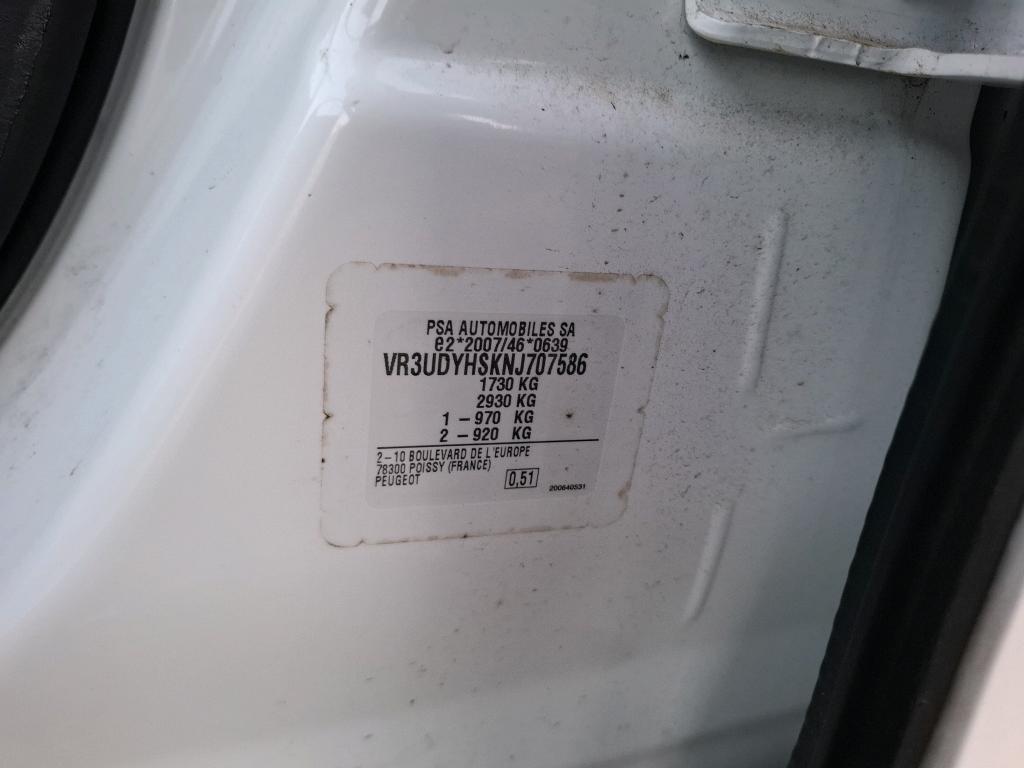 PSA AUTOMOBILES SA
e2*2007/46*0639
VR3UDYHSKNJ707586
1730 KG
2930 KG
1 – 970 KG
2 – 920 KG
2–10 BOULEVARD DE L'EUROPE
78300 POISSY (FRANCE)
PEUGEOT
0,51
200640531